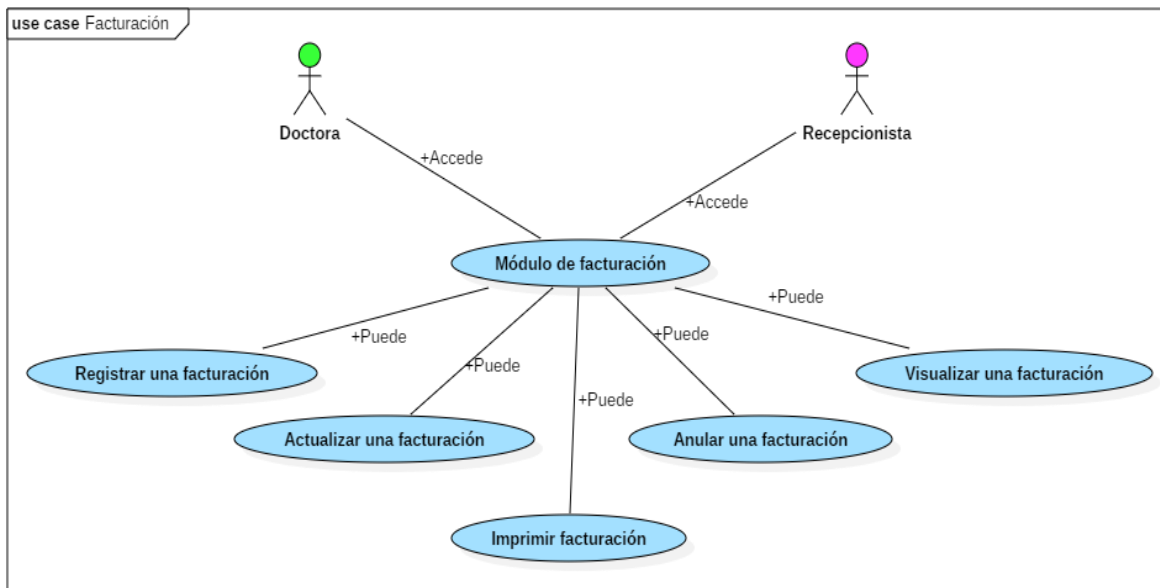 use case Facturación
Doctora
Recepcionista
+Accede
+Accede
Módulo de facturación
+Puede
+Puede
+Puede
+Puede
+Puede
Registrar una facturación
Visualizar una facturación
Actualizar una facturación
Anular una facturación
Imprimir facturación